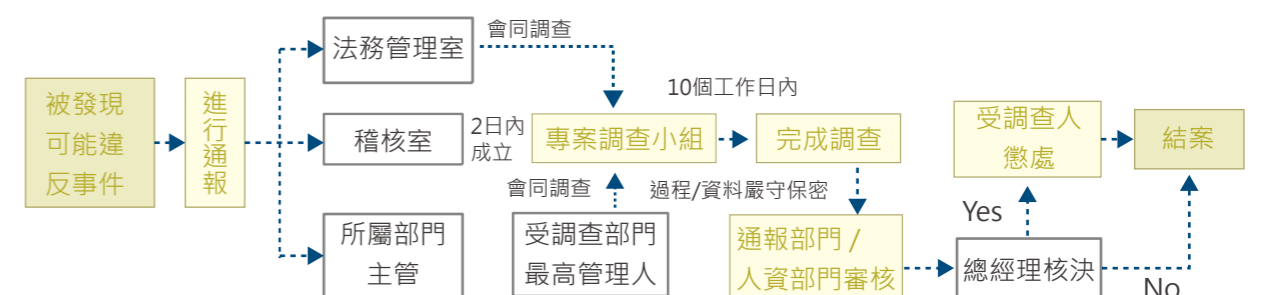 被發現
可能違
反事件
進行通報
法務管理室
會同調查
稽核室
2日內
成立
所屬部門
主管
專案調查小組
10個工作日內
完成調查
會同調查
過程/資料嚴守保密
受調查部門
最高管理人
通報部門 /
人資部門審核
總經理核決
Yes
受調查人
懲處
結案
No